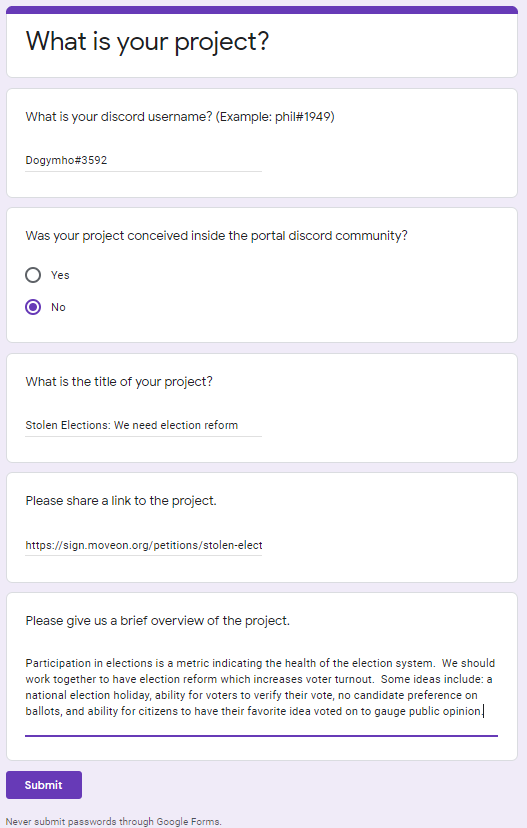 What is your project?
What is your discord username? (Example: phil#1949)
Dogymho#3592
Was your project conceived inside the portal discord community?
Yes
No
What is the title of your project?
Stolen Elections: We need election reform
Please share a link to the project.
https://sign.moveon.org/petitions/stolen-elect
Please give us a brief overview of the project.
Participation in elections is a metric indicating the health of the election system.  We should
work together to have election reform which increases voter turnout.  Some ideas include: a
national election holiday, ability for voters to verify their vote, no candidate preference on
ballots, and ability for citizens to have their favorite idea voted on to gauge public opinion.
Submit
Never submit passwords through Google Forms.